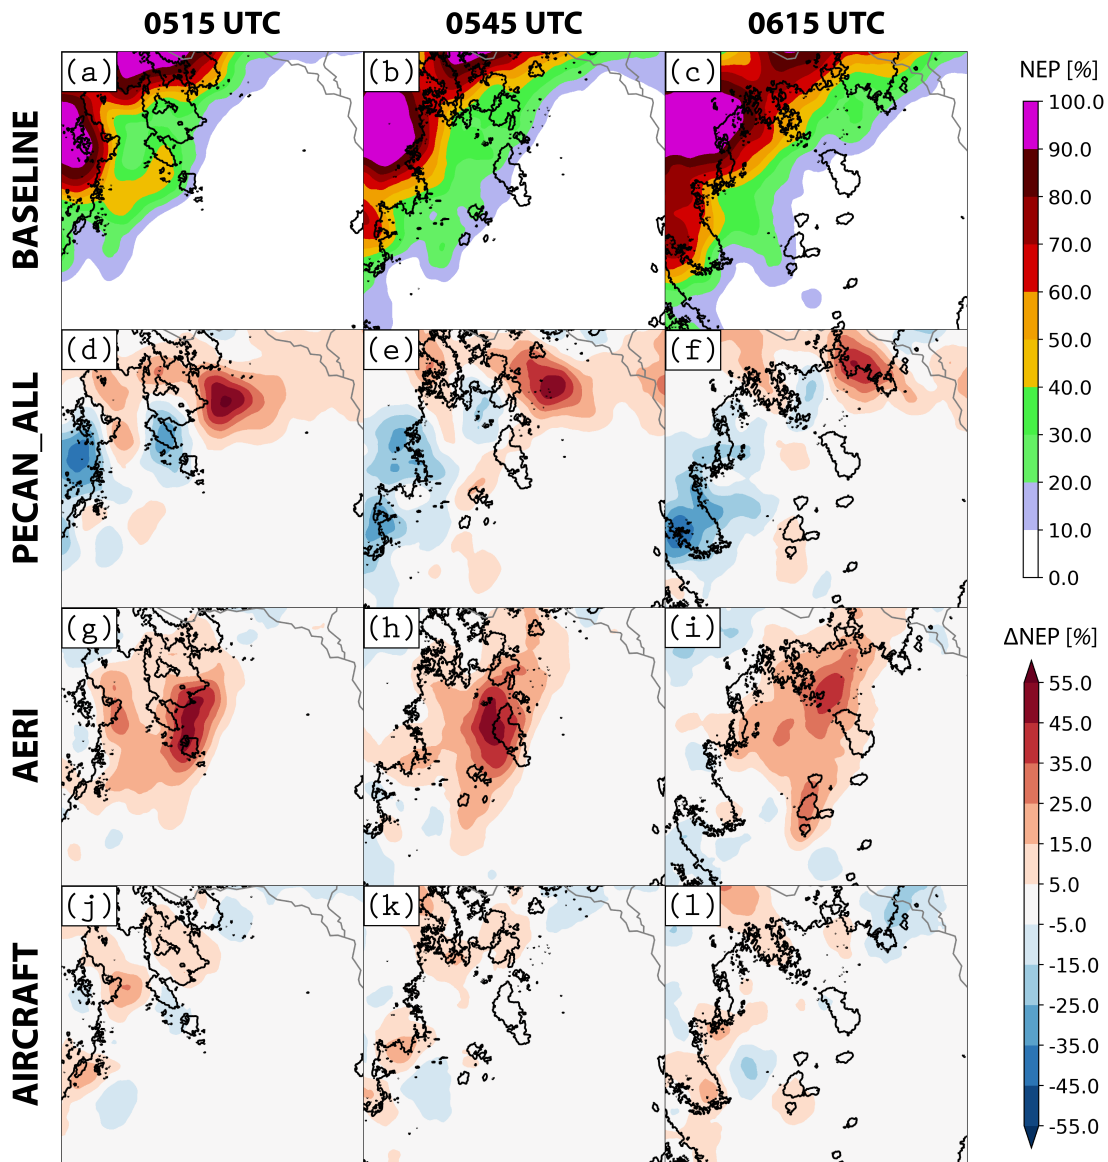 0515 UTC 0545 UTC 0615 UTC
BASELINE
(a) (b) (c)
NEP [%]
100.0
90.0
80.0
70.0
60.0
50.0
40.0
30.0
20.0
10.0
0.0
PECAN_ALL
(d) (e) (f)
AERI
(g) (h) (i)
ΔNEP [%]
55.0
45.0
35.0
25.0
15.0
5.0
-5.0
-15.0
-25.0
-35.0
-45.0
-55.0
AIRCRAFT
(j) (k) (l)